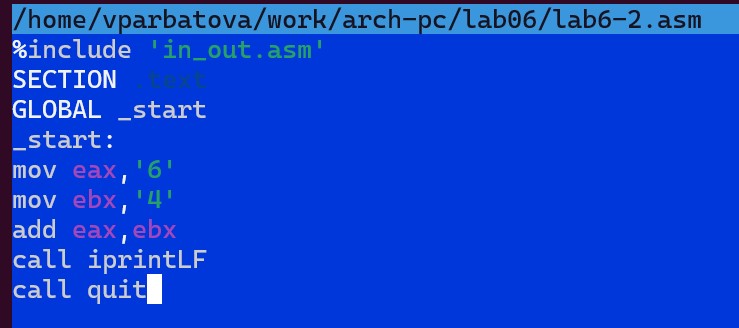 /home/vparbatova/work/arch-pc/lab06/lab6-2.asm
%include 'in_out.asm'
SECTION .text
GLOBAL _start
_start:
mov eax,'6'
mov ebx,'4'
add eax,ebx
call iprintLF
call quit